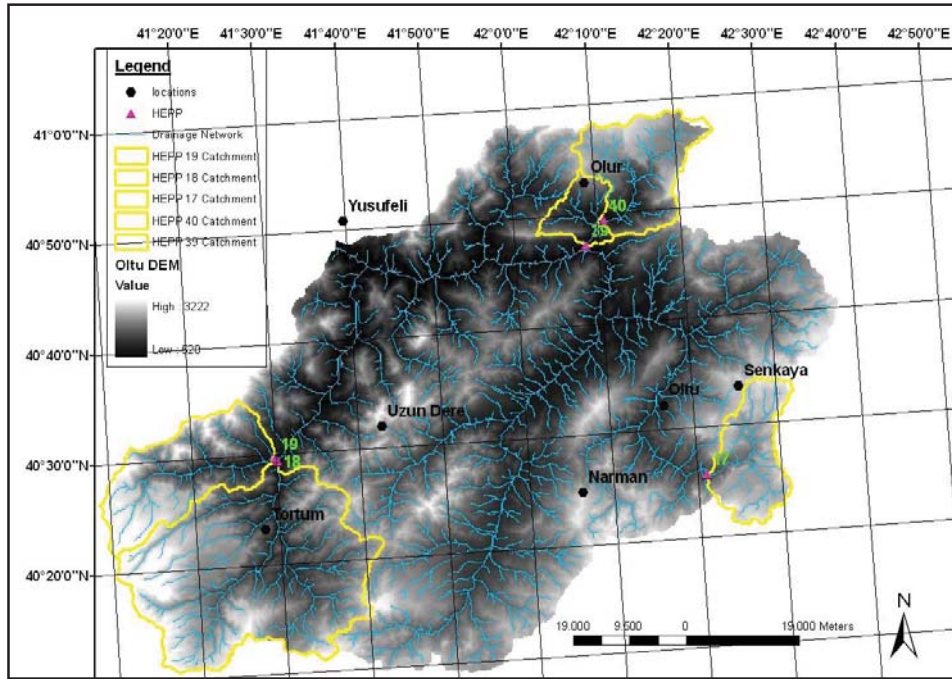 41°20'0"E 41°30'0"E 41°40'0"E 41°50'0"E 42°0'0"E 42°10'0"E 42°20'0"E 42°30'0"E 42°40'0"E 42°50'0"E
Legend
locations
HEPP
Drainage Network
HEPP 19 Catchment
HEPP 18 Catchment
HEPP 17 Catchment
HEPP 40 Catchment
HEPP 39 Catchment
Oltu DEM
Value
High : 3222
Low : 520
41°0'0"N
40°50'0"N
40°40'0"N
40°30'0"N
40°20'0"N
Olur
40
39
Yusufeli
Senkaya
Oltu
Uzun Dere
19
18
17
Narman
Tortum
N
19.000 9.500 0 19.000 Meters